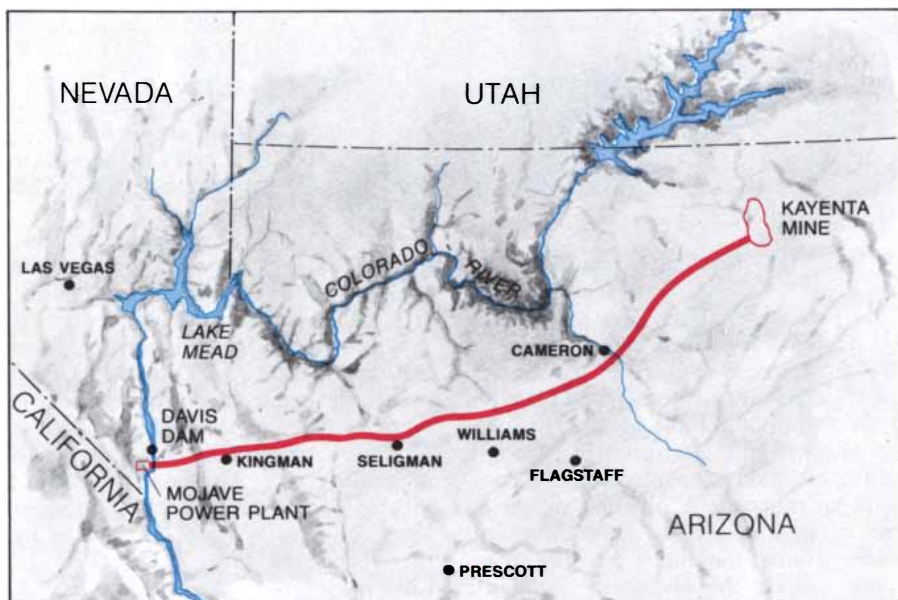 NEVADA
UTAH
KAYENTA
MINE
LAS VEGAS
COLORADO
RIVER
LAKE
MEAD
CAMERON
CALIFORNIA
DAVIS
DAM
WILLIAMS
KINGMAN
SELIGMAN
FLAGSTAFF
MOJAVE
POWER PLANT
ARIZONA
PRESCOTT